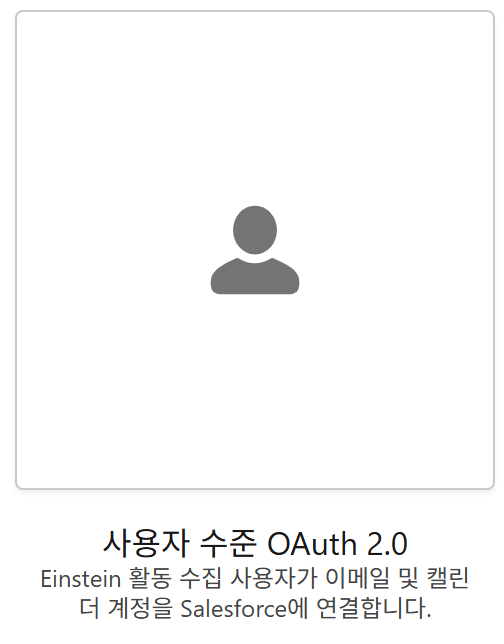 사용자 수준 OAuth 2.0
Einstein 활동 수집 사용자가 이메일 및 캘린
더 계정을 Salesforce에 연결합니다.